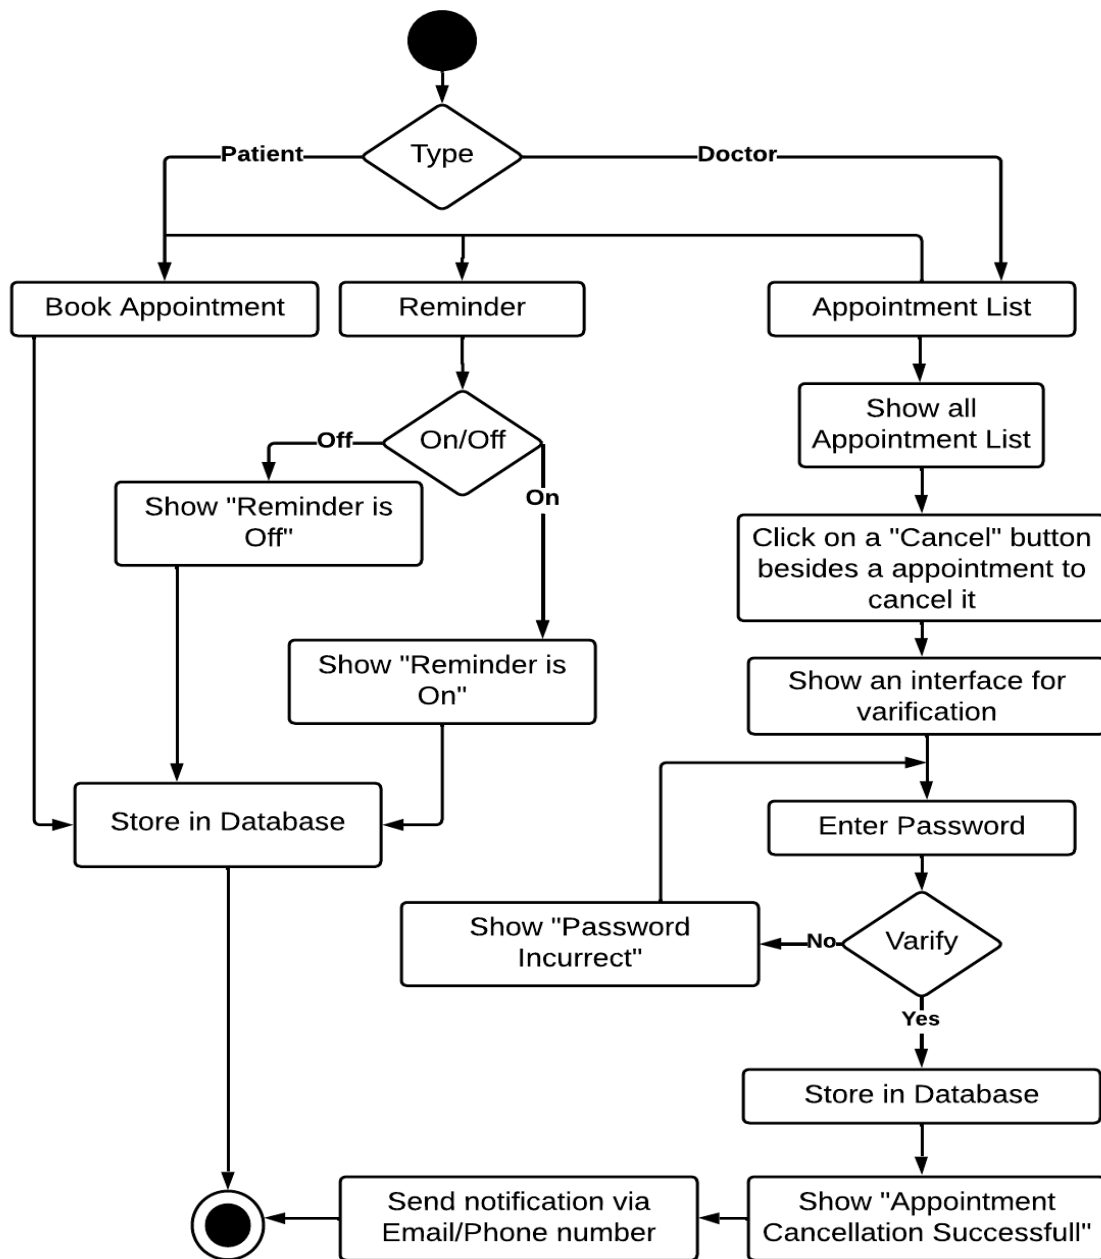 Type
Patient
Doctor
Book Appointment
Reminder
Appointment List
Show all
Appointment List
On/Off
Off
On
Show "Reminder is
Off"
Click on a "Cancel" button
besides a appointment to
cancel it
Show "Reminder is
On"
Show an interface for
varification
Store in Database
Enter Password
Show "Password
Incurrect"
No
Varify
Yes
Store in Database
Send notification via
Email/Phone number
Show "Appointment
Cancellation Successfull"